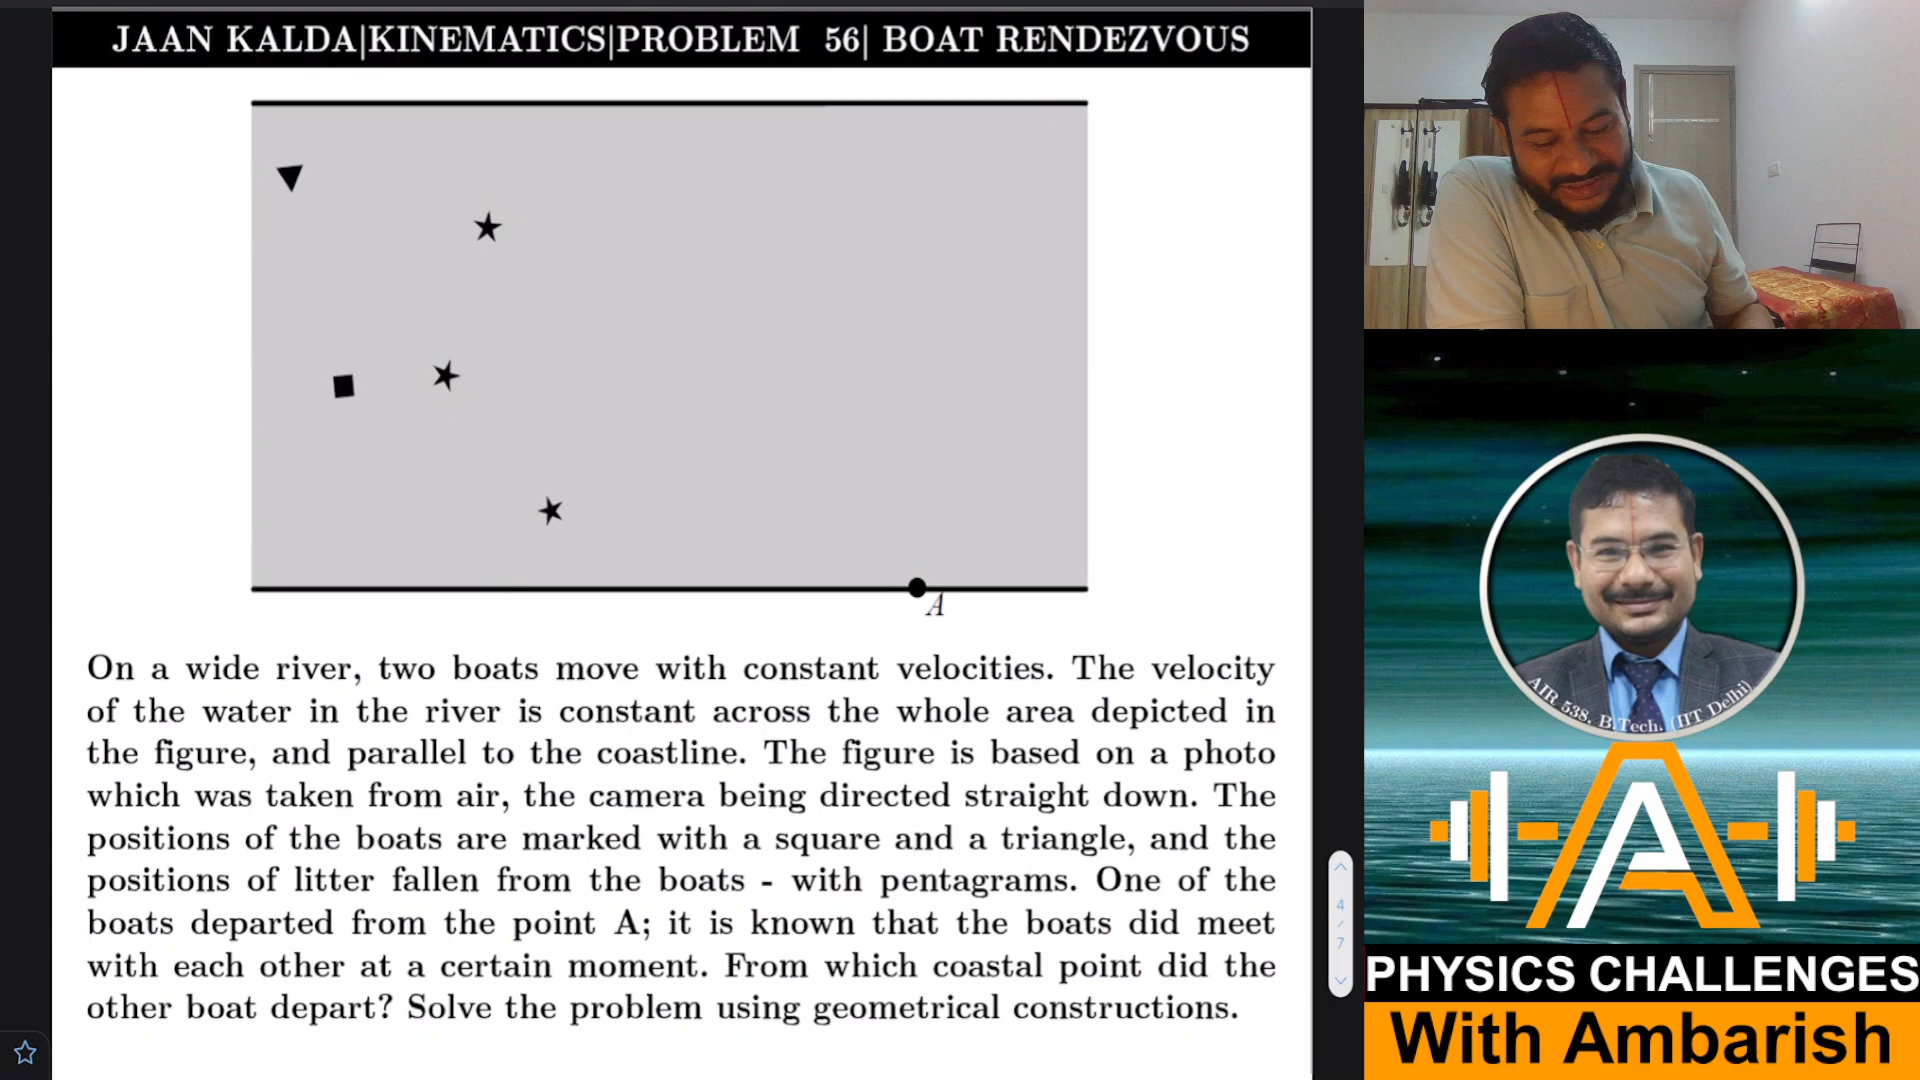 JAAN KALDA|KINEMATICS|PROBLEM 56| BOAT RENDEZVOUS
A
On a wide river, two boats move with constant velocities. The velocity
of the water in the river is constant across the whole area depicted in
the figure, and parallel to the coastline. The figure is based on a photo
which was taken from air, the camera being directed straight down. The
positions of the boats are marked with a square and a triangle, and the
positions of litter fallen from the boats - with pentagrams. One of the
boats departed from the point A; it is known that the boats did meet
with each other at a certain moment. From which coastal point did the
other boat depart? Solve the problem using geometrical constructions.
4
/
7
AIR 538, B.Tech. (IIT Delhi)
A
PHYSICS CHALLENGES
With Ambarish